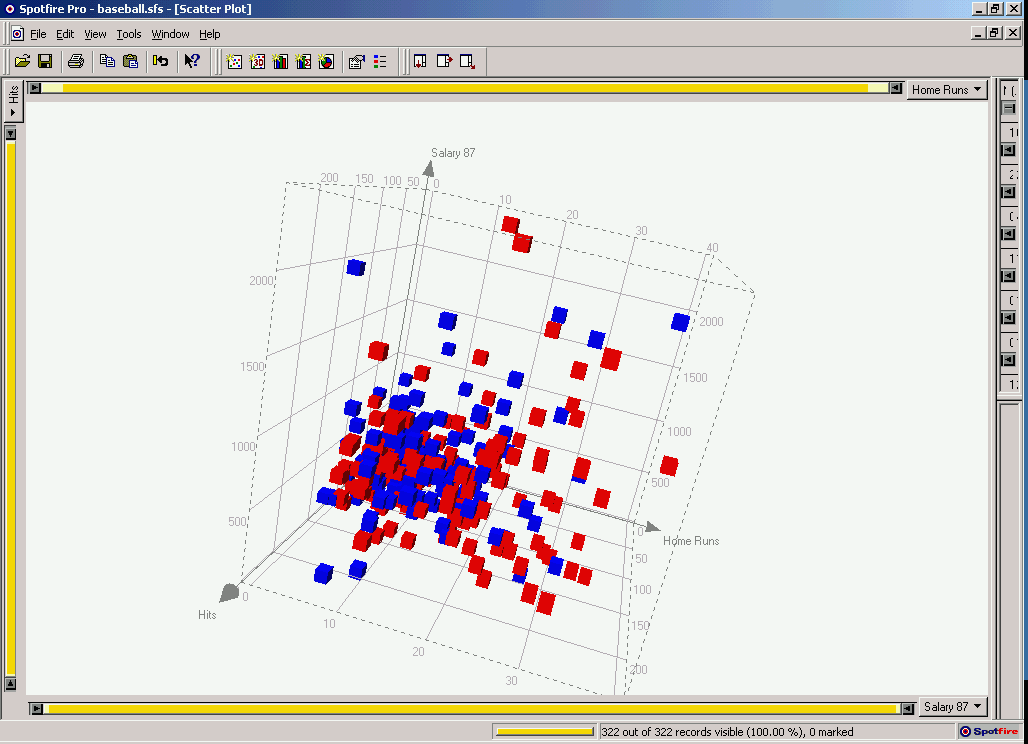 Spotfire Pro - baseball.sfs - [Scatter Plot]
File Edit View Tools Window Help
Hits
Home Runs
Salary 87
200 150 100 50 0
10
20
30
40
2000
2000
1500
1500
1000
1000
500
500
0
Home Runs
50
100
150
200
Hits
0
10
20
30
Salary 87
322 out of 322 records visible (100.00 %), 0 marked
Spotfire